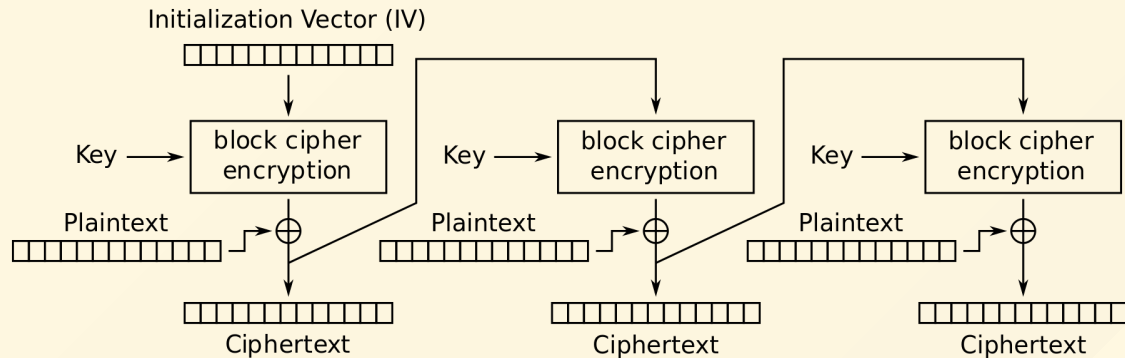 Initialization Vector (IV)
Key
block cipher
encryption
Key
block cipher
encryption
Key
block cipher
encryption
Plaintext
Plaintext
Plaintext
Ciphertext
Ciphertext
Ciphertext